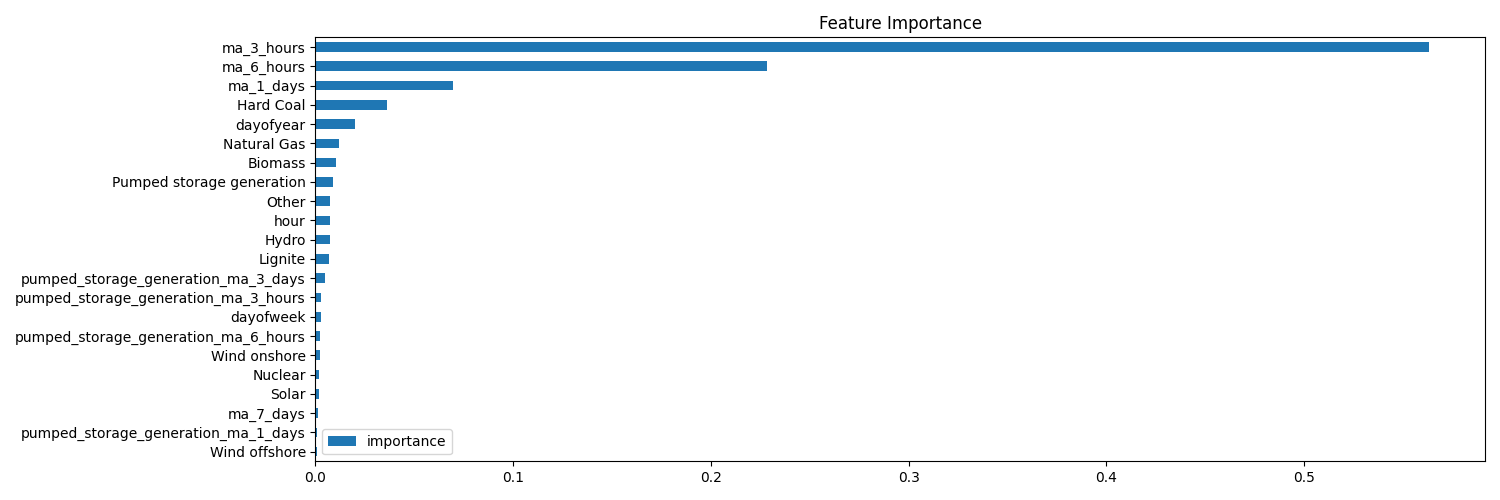 Feature Importance
ma_3_hours
ma_6_hours
ma_1_days
Hard Coal
dayofyear
Natural Gas
Biomass
Pumped storage generation
Other
hour
Hydro
Lignite
pumped_storage_generation_ma_3_days
pumped_storage_generation_ma_3_hours
dayofweek
pumped_storage_generation_ma_6_hours
Wind onshore
Nuclear
Solar
ma_7_days
pumped_storage_generation_ma_1_days
Wind offshore
importance
0.0 0.1 0.2 0.3 0.4 0.5